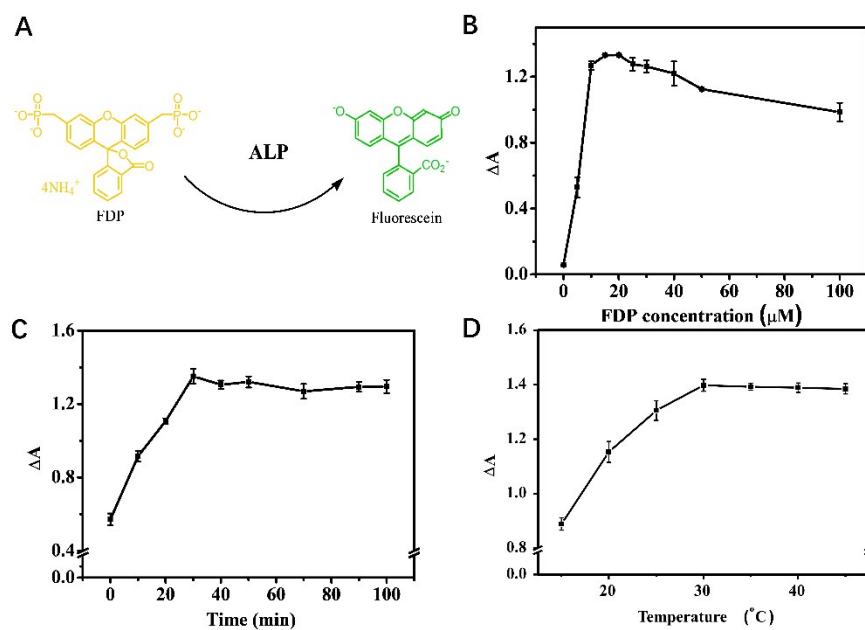 A
O
-O-P
O-
O
O
P-O-
O-
O
O
4NH₄⁺
FDP
ALP
-O
O
O
CO₂-
Fluorescein
B
ΔA
1.2
0.8
0.4
0.0
0 20 40 60 80 100
FDP concentration (μM)
C
ΔA
1.6
1.2
0.8
0.4
0.0
0 20 40 60 80 100
Time (min)
D
ΔA
1.6
1.4
1.2
1.0
0.8
0.0
20 30 40
Temperature (°C)